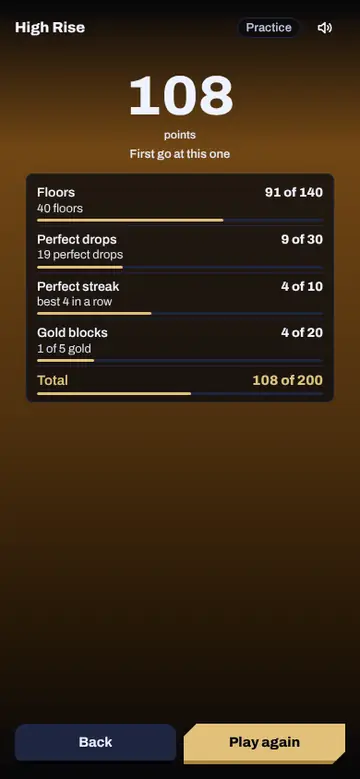 High Rise
Practice
108
points
First go at this one
Floors 91 of 140
40 floors
Perfect drops 9 of 30
19 perfect drops
Perfect streak 4 of 10
best 4 in a row
Gold blocks 4 of 20
1 of 5 gold
Total 108 of 200
Back
Play again